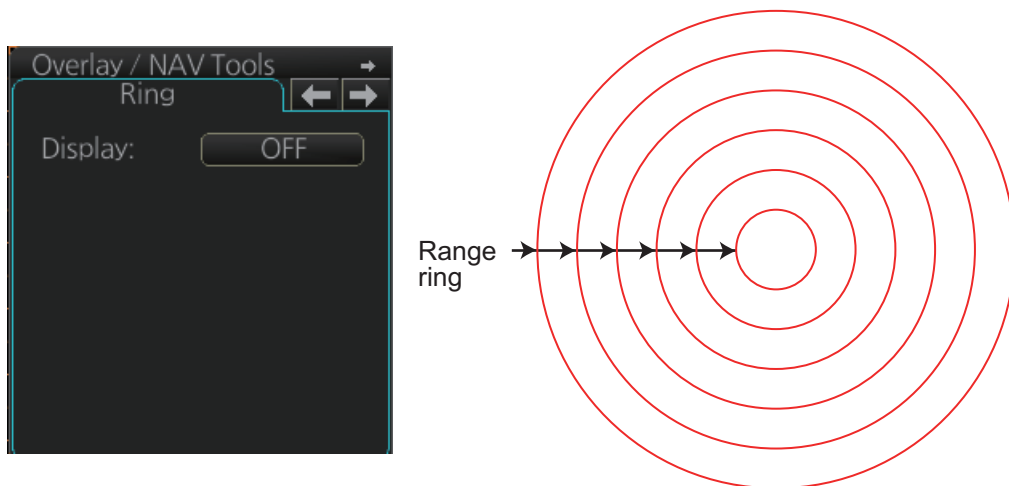 Overlay / NAV Tools
Ring
Display:
OFF
Range
ring